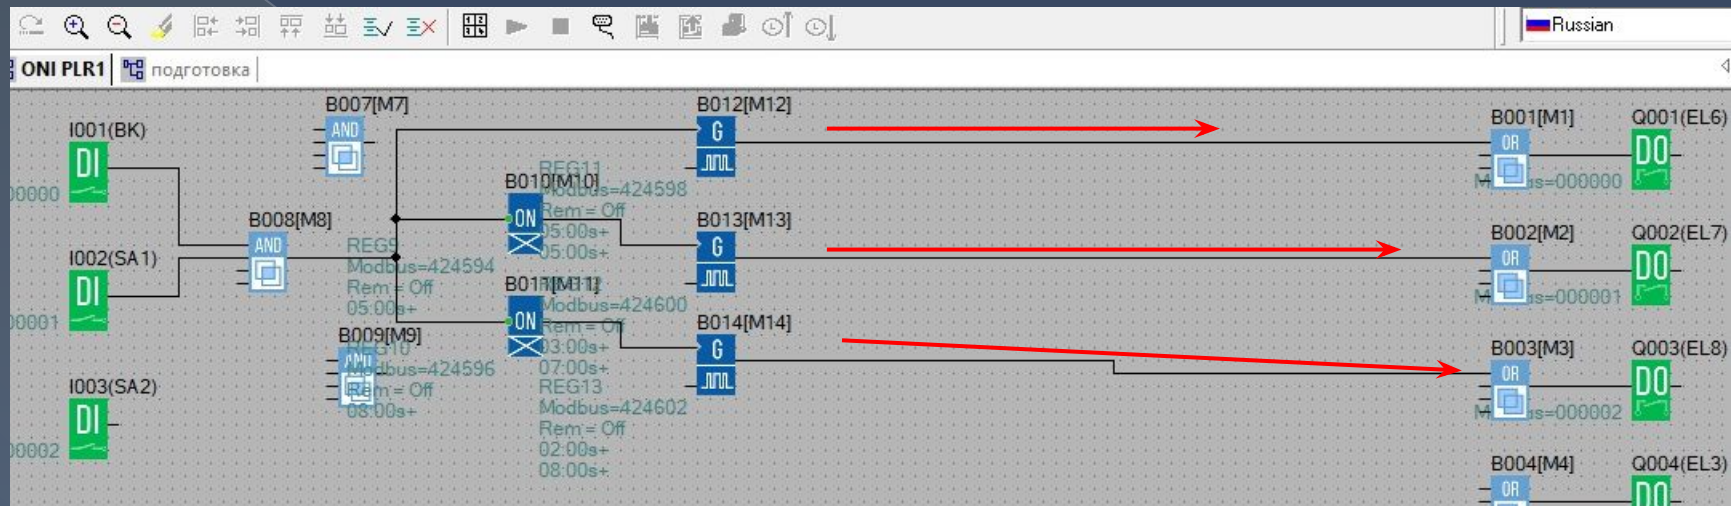 Russian
ONI PLR1
подготовка
B007[M7]
B012[M12]
I001(BK)
AND
G
B001[M1]
Q001(EL6)
DI
REG11
OR
DO
B010[M10]
Modbus=424598
00000
ON
Rem = Off
B008[M8]
05:00s+
B013[M13]
05:00s+
B002[M2]
Q002(EL7)
AND
REG9
G
I002(SA1)
Modbus=424594
OR
DO
DI
Rem = Off
B011[M11]
05:00s+
Modbus=424600
00001
ON
Rem = Off
B014[M14]
B009[M9]
03:00s+
G
B003[M3]
Q003(EL8)
REG10
07:00s+
AND
Modbus=424596
OR
DO
I003(SA2)
Rem = Off
REG13
DI
08:00s+
Modbus=424602
Rem = Off
00002
02:00s+
08:00s+
B004[M4]
Q004(EL3)
OR
DO